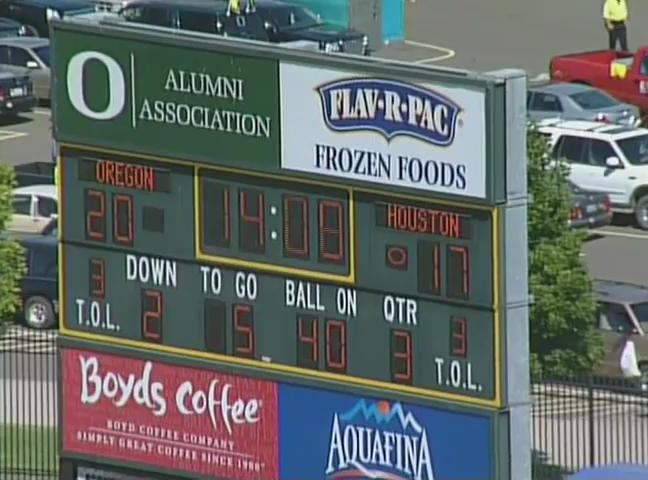 O
ALUMNI
ASSOCIATION
FLAV·R·PAC
FROZEN FOODS
OREGON
HOUSTON
20
14:00
17
3
DOWN TO GO BALL ON QTR
3
T.O.L. 2 5 40 3 T.O.L.
Boyds Coffee
BOYD COFFEE COMPANY
SIMPLY GREAT COFFEE SINCE 1900
AQUAFINA